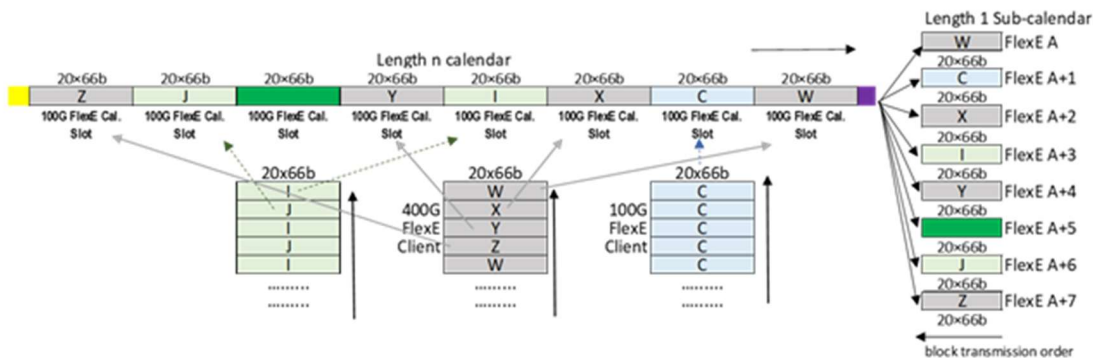 Length 1 Sub-calendar
Length n calendar
W FlexE A
20×66b
C FlexE A+1
20×66b
X FlexE A+2
20×66b
I FlexE A+3
20×66b
Y FlexE A+4
20×66b
FlexE A+5
20×66b
J FlexE A+6
20×66b
Z FlexE A+7
20×66b
block transmission order
20×66b 20×66b 20×66b 20×66b 20×66b 20×66b 20×66b 20×66b
Z J Y I X C W
100G FlexE Cal. 100G FlexE Cal. 100G FlexE Cal. 100G FlexE Cal. 100G FlexE Cal. 100G FlexE Cal. 100G FlexE Cal. 100G FlexE Cal.
Slot Slot Slot Slot Slot Slot Slot Slot
20×66b
I
J
I
J
I
.........
.........
400G
FlexE
Client
20×66b
W
X
Y
Z
W
.........
.........
100G
FlexE
Client
20×66b
C
C
C
C
C
.........
.........